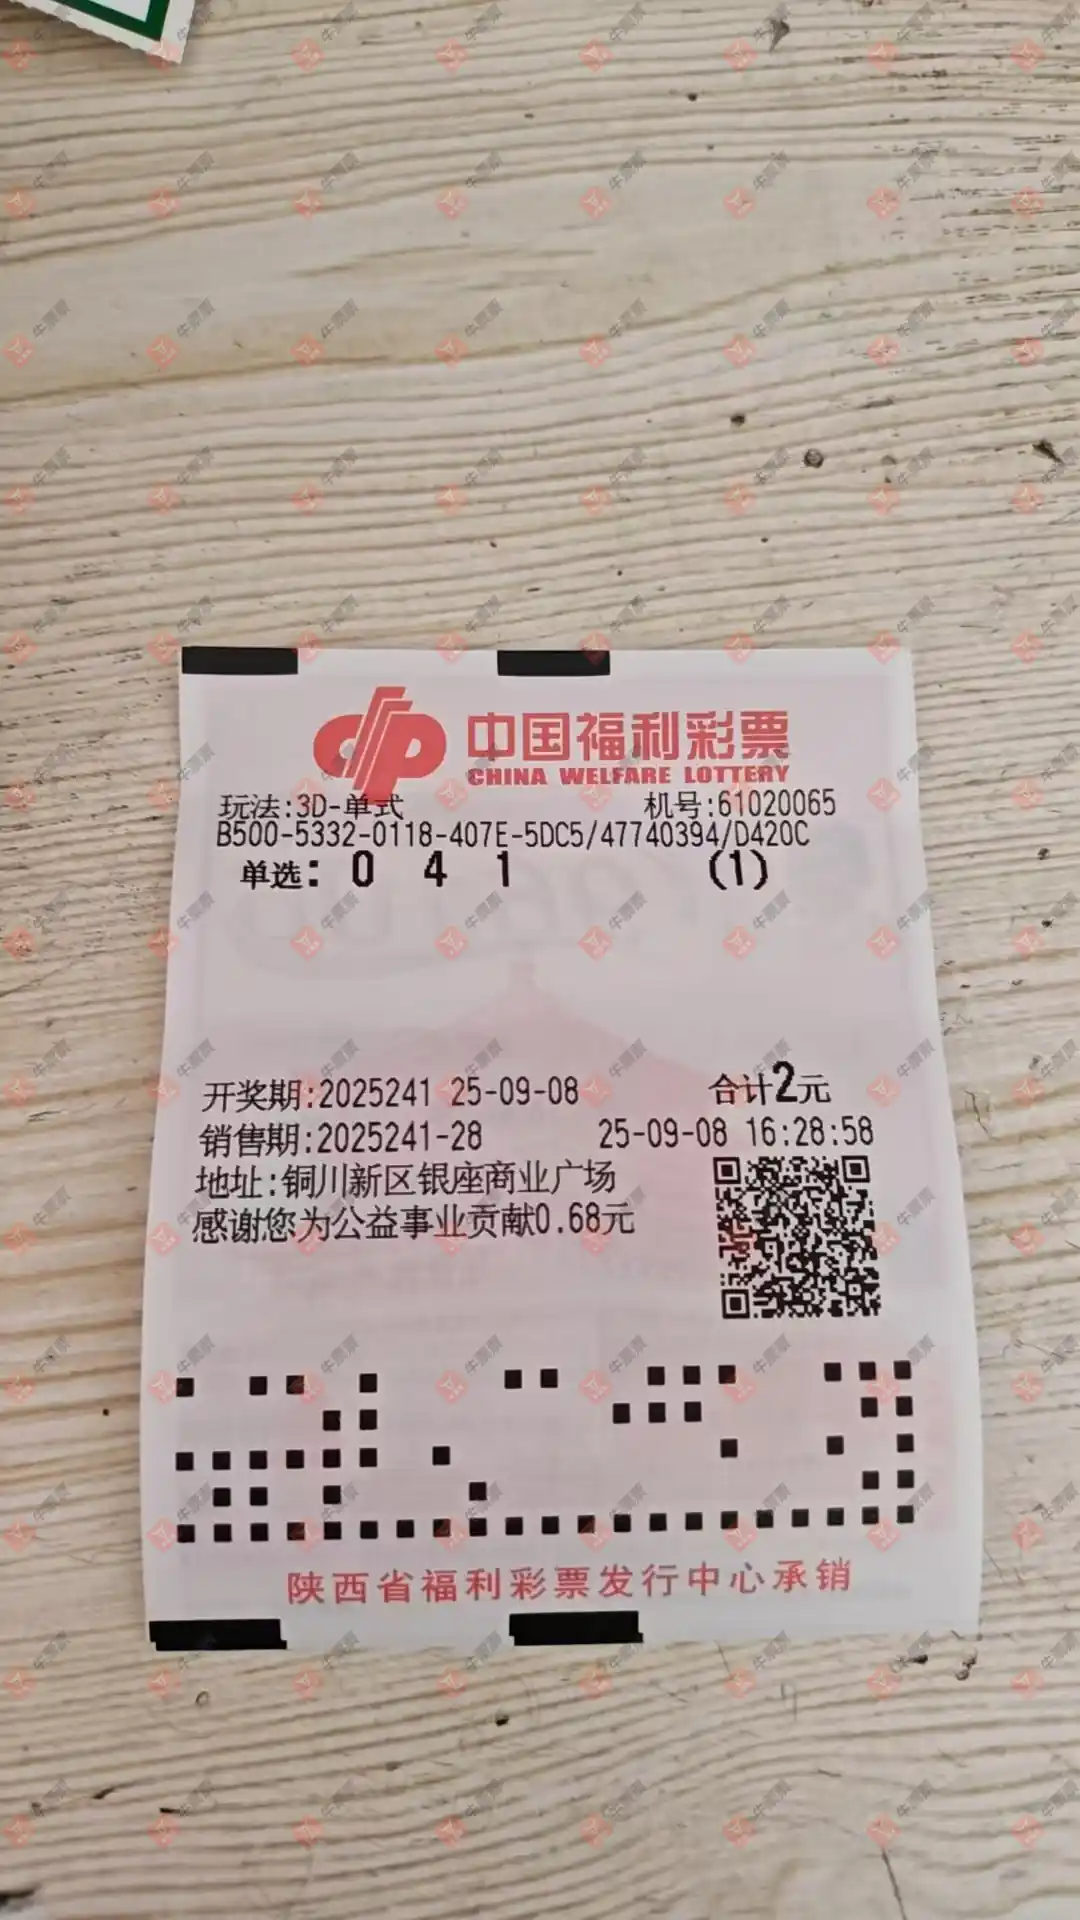 中国福利彩票
CHINA WELFARE LOTTERY
玩法:3D-单式 机号:61020065
B500-5332-0118-407E-5DC5/47740394/D420C
单选: 0 4 1 (1)
开奖期:2025241 25-09-08 合计2元
销售期:2025241-28 25-09-08 16:28:58
地址:铜川新区银座商业广场
感谢您为公益事业贡献0.68元
陕西省福利彩票发行中心承销